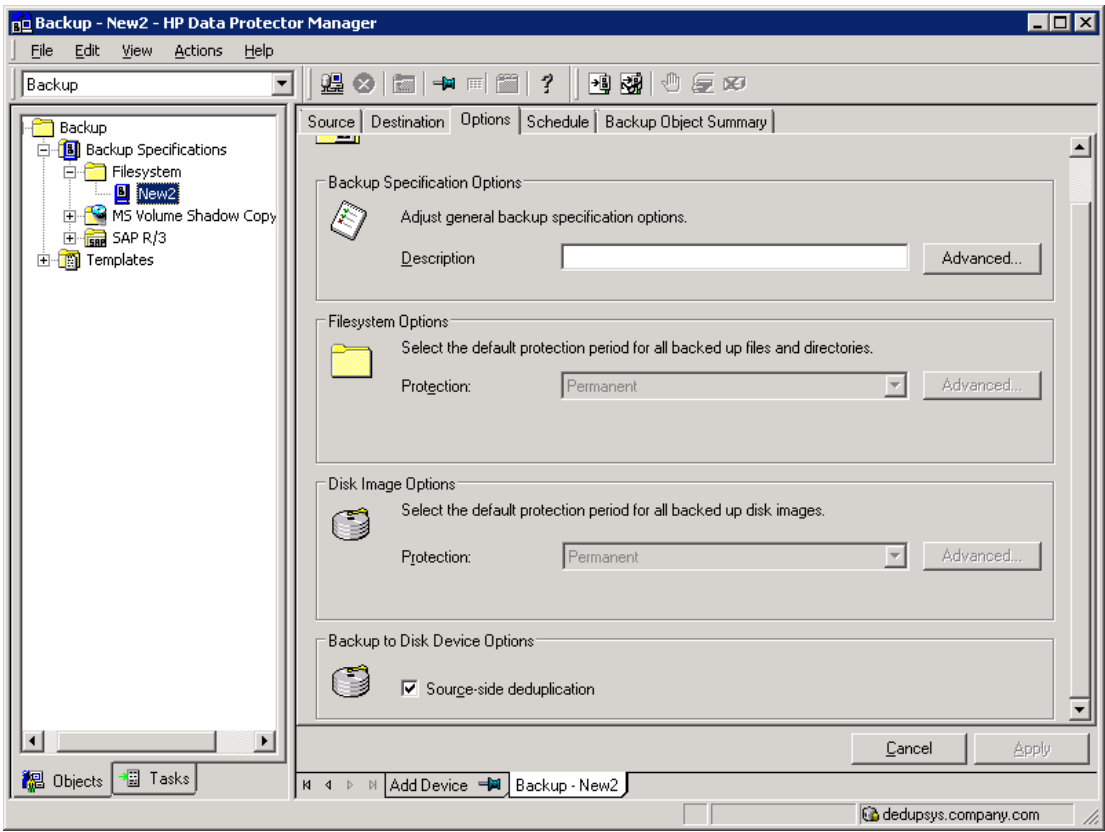 Backup - New2 - HP Data Protector Manager
File Edit View Actions Help
Backup
Backup
Backup Specifications
Filesystem
New2
MS Volume Shadow Copy
SAP R/3
Templates
Source Destination Options Schedule Backup Object Summary
Backup Specification Options
Adjust general backup specification options.
Description Advanced...
Filesystem Options
Select the default protection period for all backed up files and directories.
Protection: Permanent Advanced...
Disk Image Options
Select the default protection period for all backed up disk images.
Protection: Permanent Advanced...
Backup to Disk Device Options
Source-side deduplication
Cancel Apply
Objects Tasks
Add Device Backup - New2
dedupsys.company.com